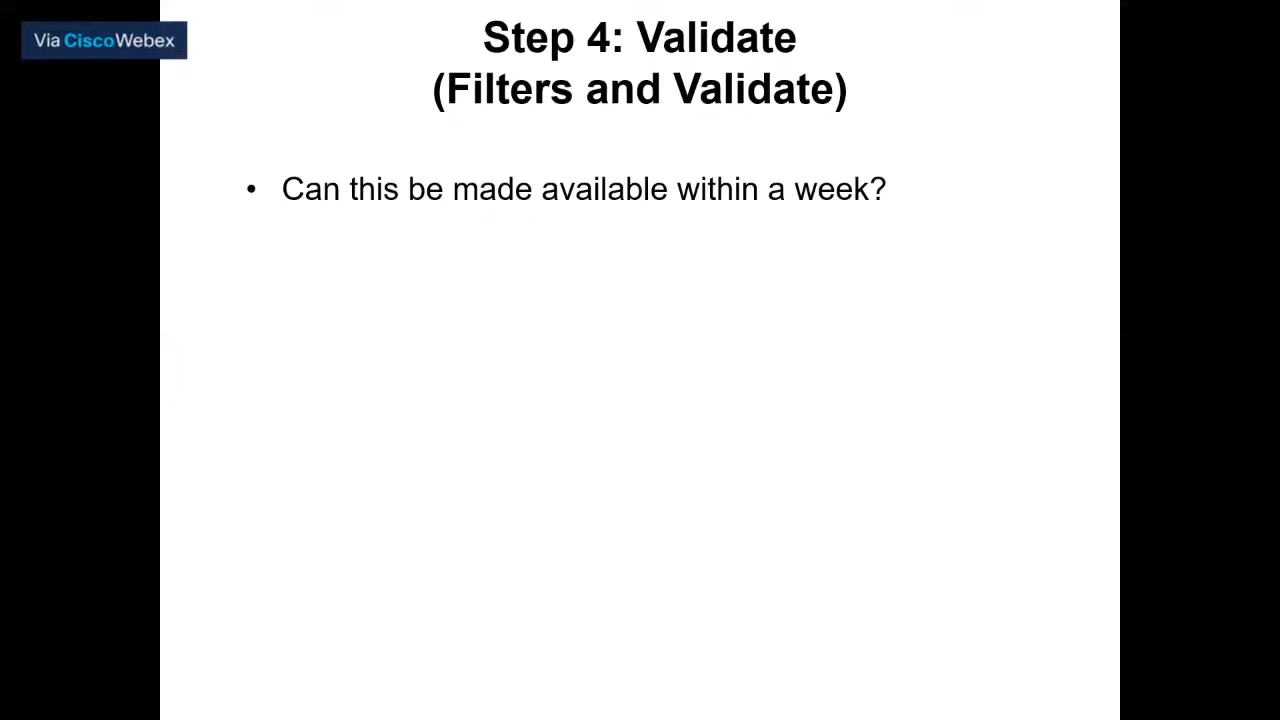 Via CiscoWebex
Step 4: Validate
(Filters and Validate)
• Can this be made available within a week?